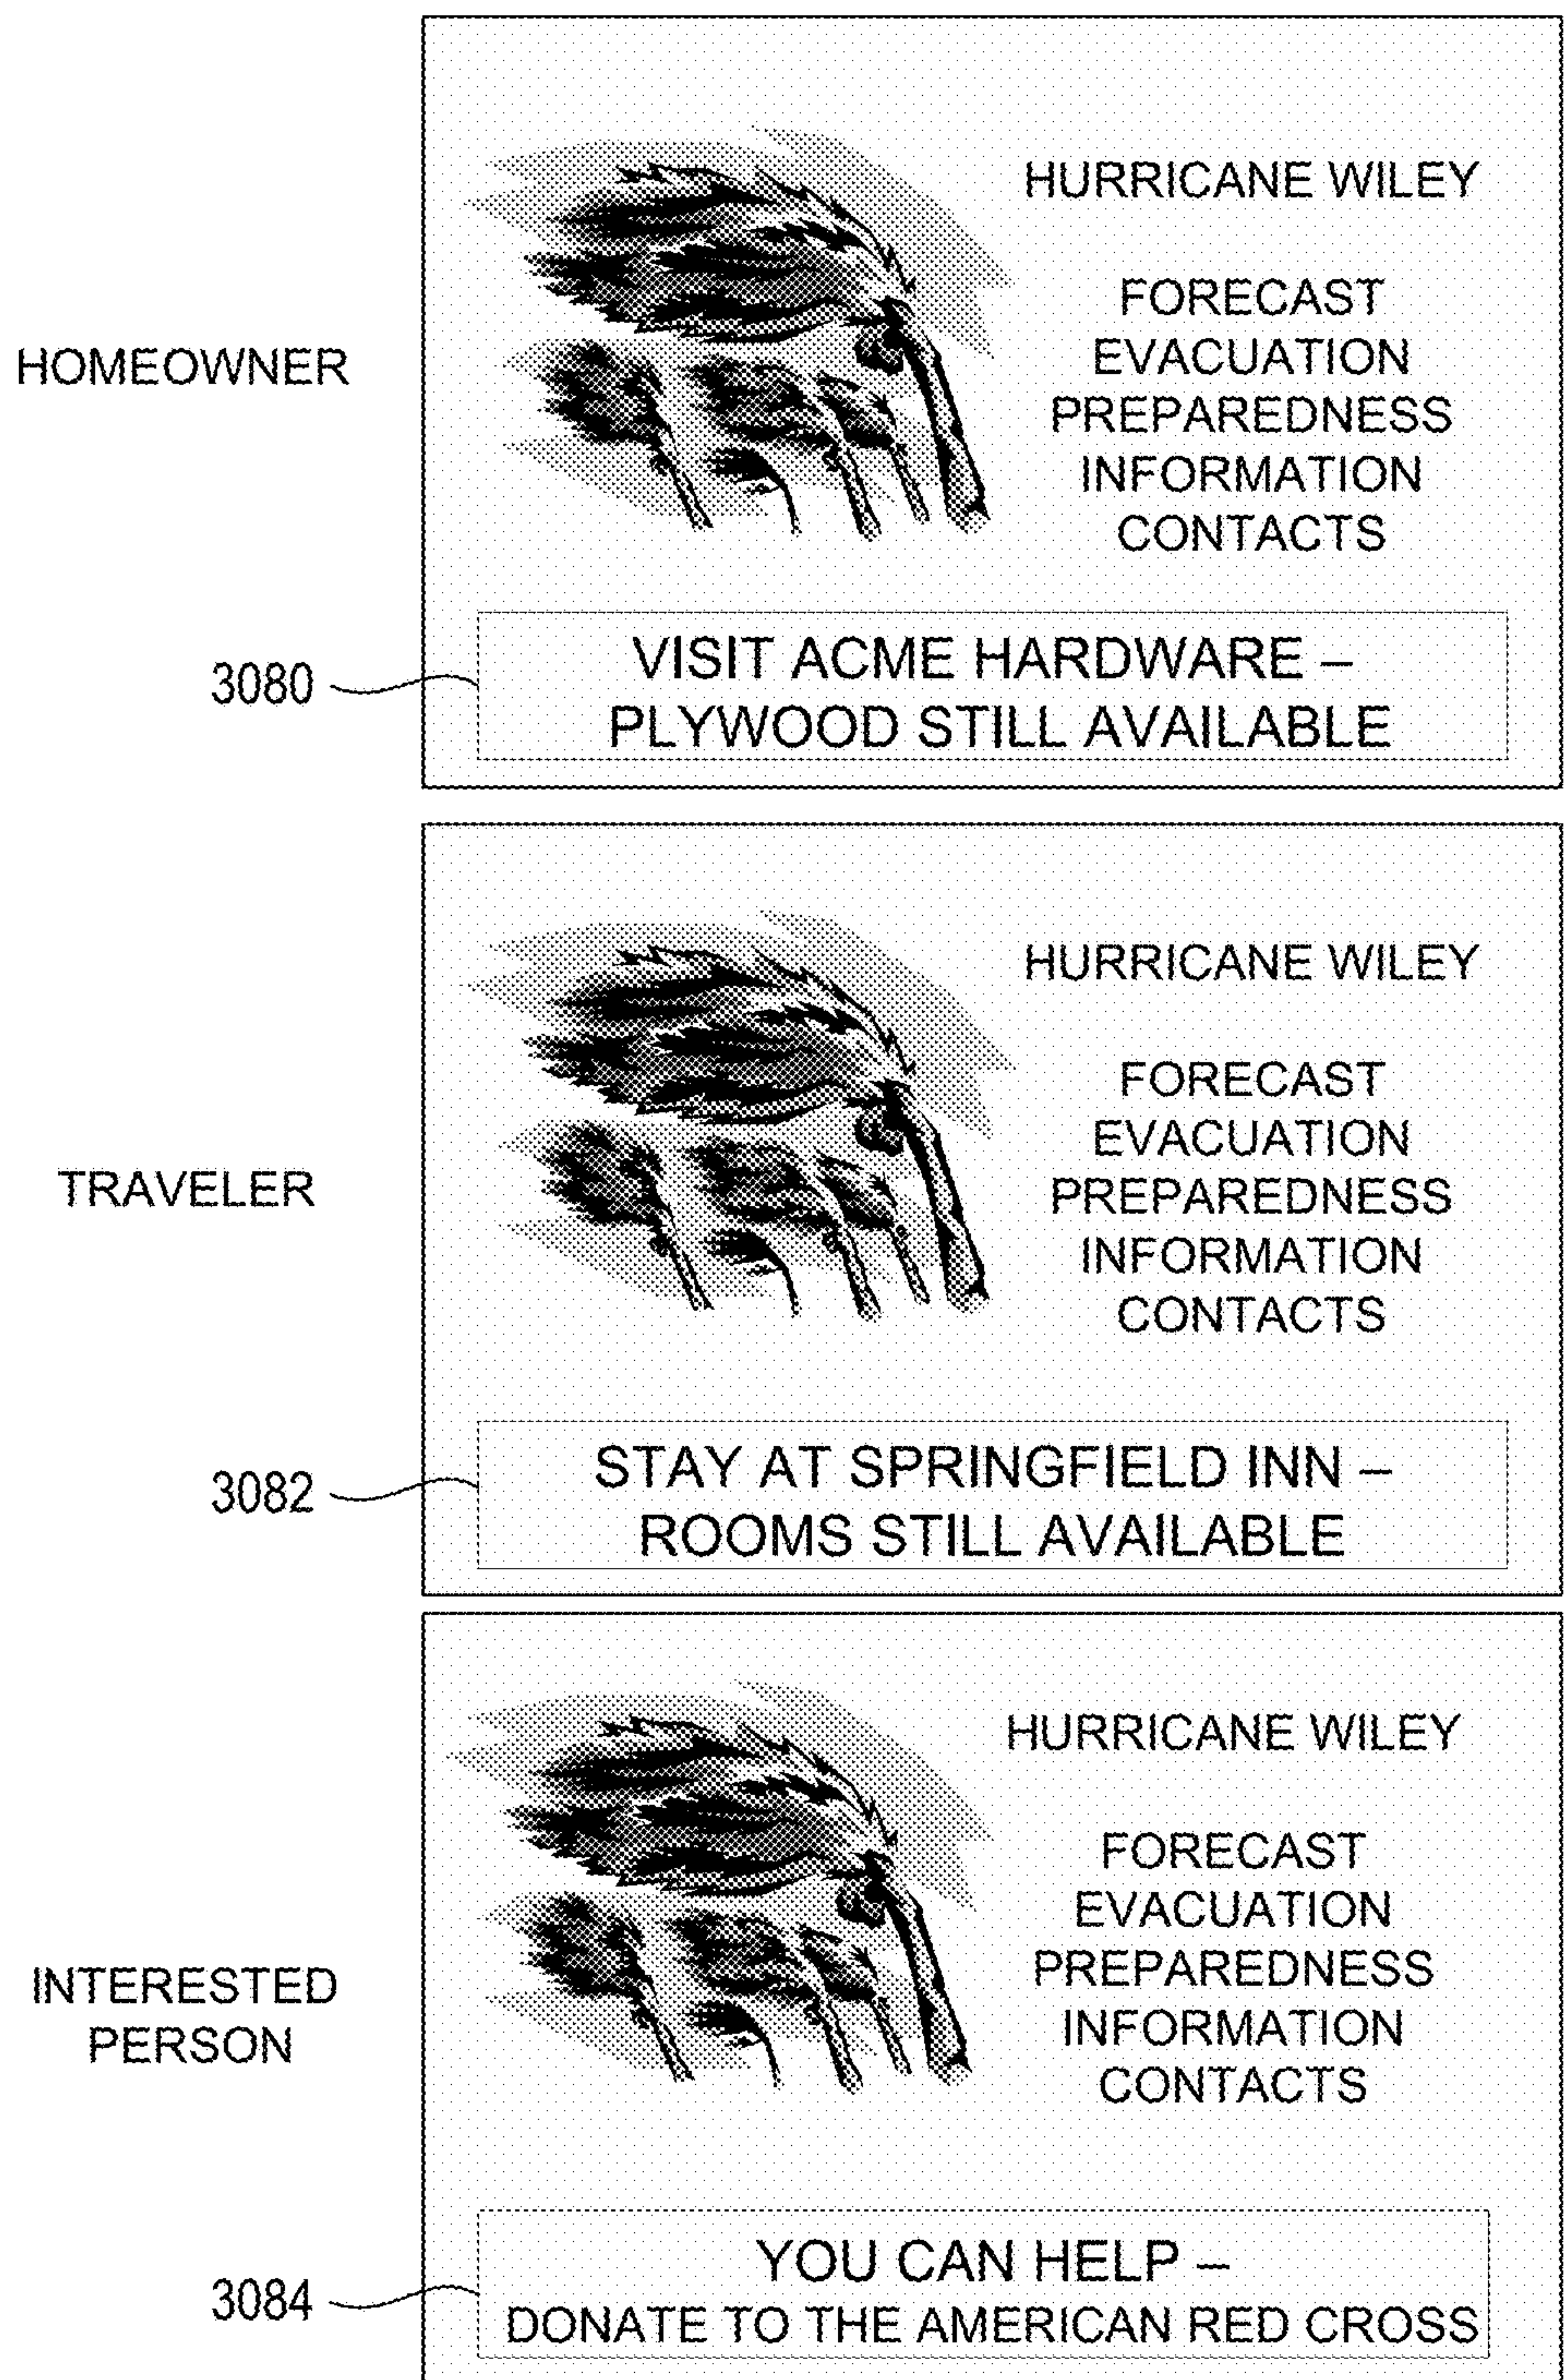 HOMEOWNER
HURRICANE WILEY
FORECAST
EVACUATION
PREPAREDNESS
INFORMATION
CONTACTS
3080
VISIT ACME HARDWARE –
PLYWOOD STILL AVAILABLE
TRAVELER
HURRICANE WILEY
FORECAST
EVACUATION
PREPAREDNESS
INFORMATION
CONTACTS
3082
STAY AT SPRINGFIELD INN –
ROOMS STILL AVAILABLE
INTERESTED
PERSON
HURRICANE WILEY
FORECAST
EVACUATION
PREPAREDNESS
INFORMATION
CONTACTS
3084
YOU CAN HELP –
DONATE TO THE AMERICAN RED CROSS